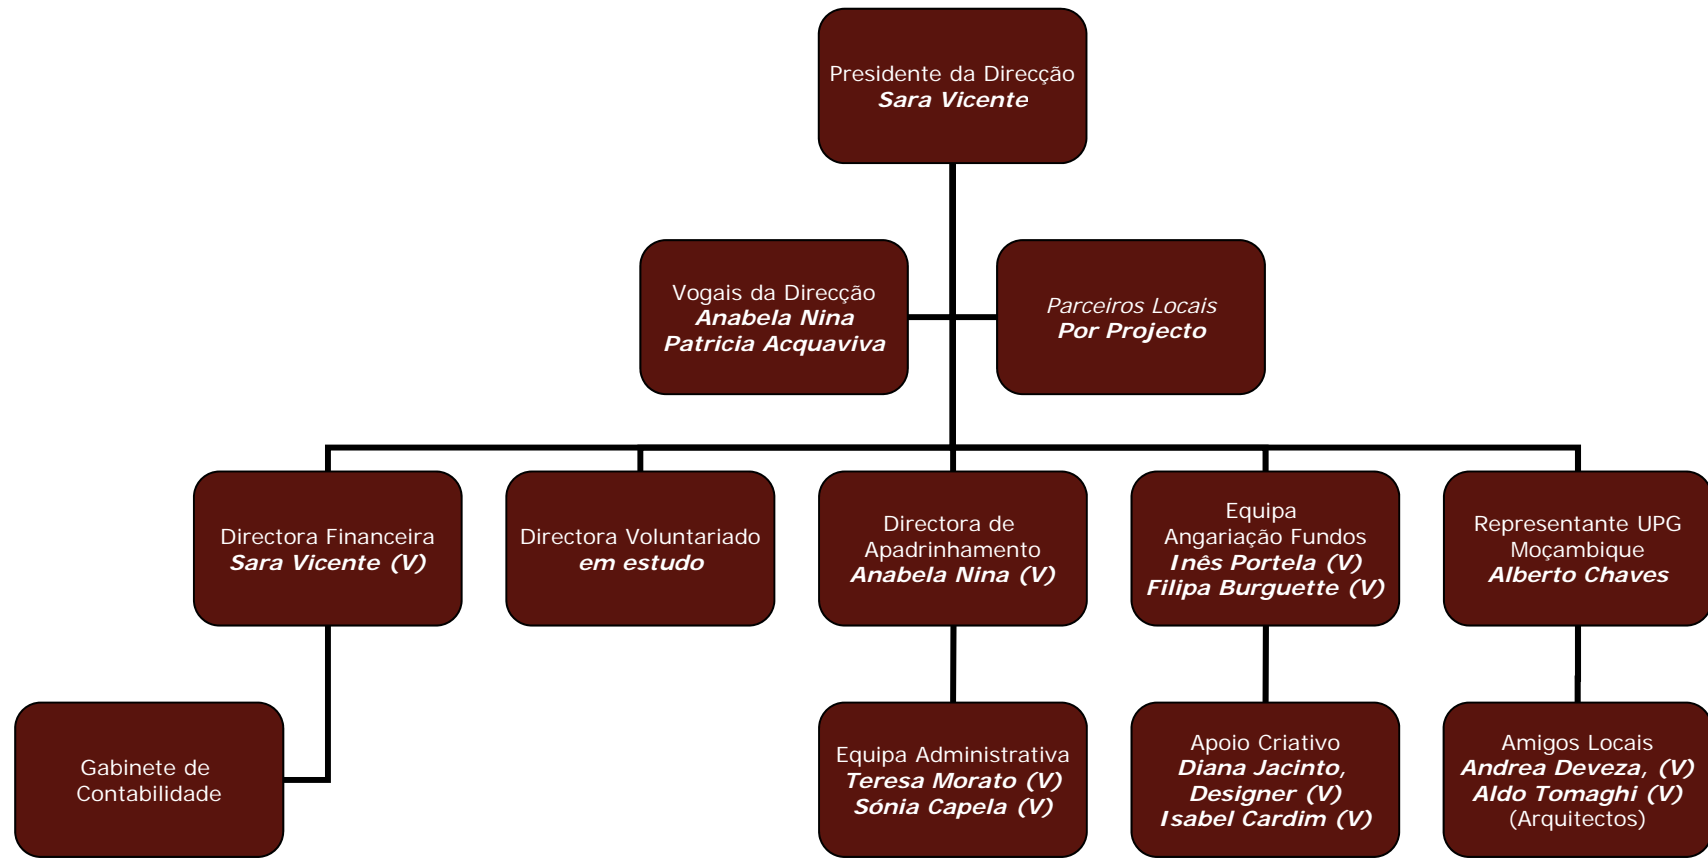 Presidente da Direcção
Sara Vicente
Vogais da Direcção
Anabela Nina
Patricia Acquaviva
Parceiros Locais
Por Projecto
Directora Financeira
Sara Vicente (V)
Directora Voluntariado
em estudo
Directora de
Apadrinhamento
Anabela Nina (V)
Equipa
Angariação Fundos
Inês Portela (V)
Filipa Burguette (V)
Representante UPG
Moçambique
Alberto Chaves
Gabinete de
Contabilidade
Equipa Administrativa
Teresa Morato (V)
Sónia Capela (V)
Apoio Criativo
Diana Jacinto,
Designer (V)
Isabel Cardim (V)
Amigos Locais
Andrea Deveza, (V)
Aldo Tomaghi (V)
(Arquitectos)